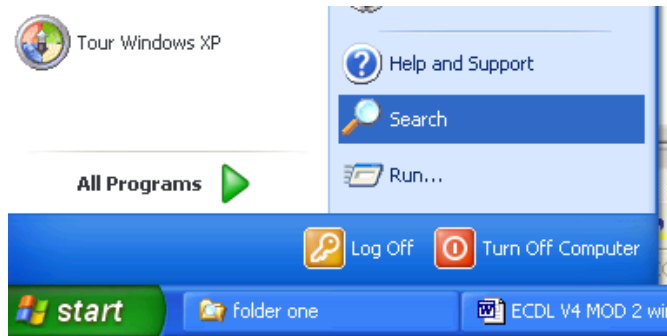 Tour Windows XP
Help and Support
Search
All Programs
Run...
Log Off
Turn Off Computer
start
folder one
ECDL V4 MOD 2 wi